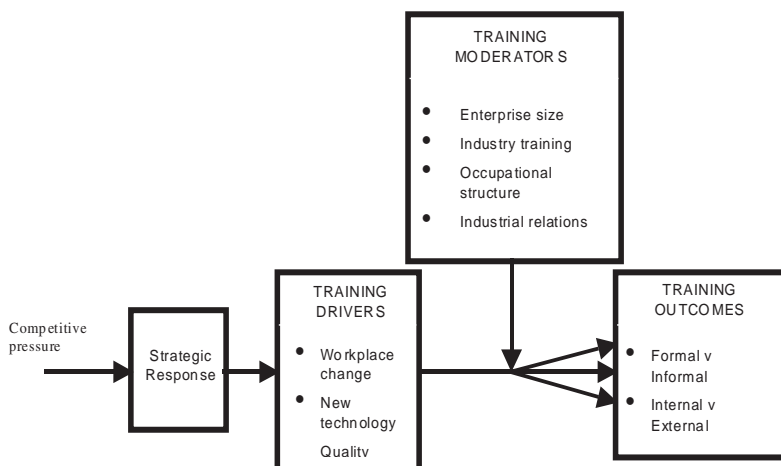 TRAINING
MODERATORS
• Enterprise size
• Industry training
• Occupational
structure
• Industrial relations
Competitive
pressure
Strategic
Response
TRAINING
DRIVERS
• Workplace
change
• New
technology
Quality
TRAINING
OUTCOMES
• Formal v
Informal
• Internal v
External